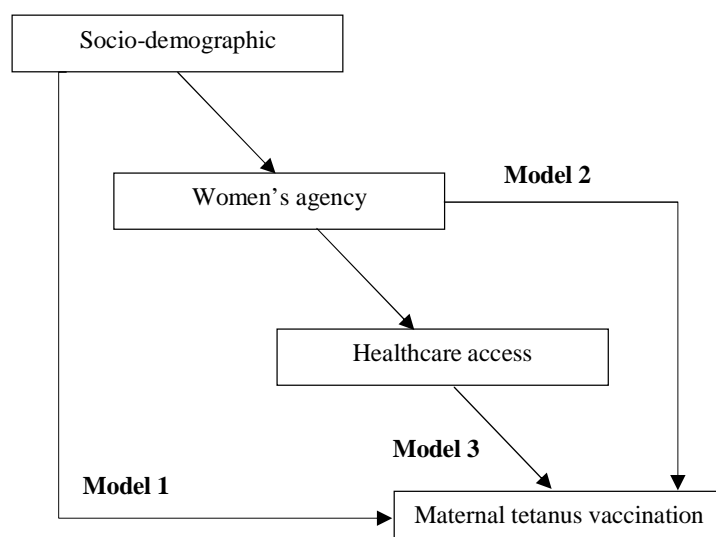 Socio-demographic
Model 2
Women’s agency
Healthcare access
Model 3
Model 1
Maternal tetanus vaccination